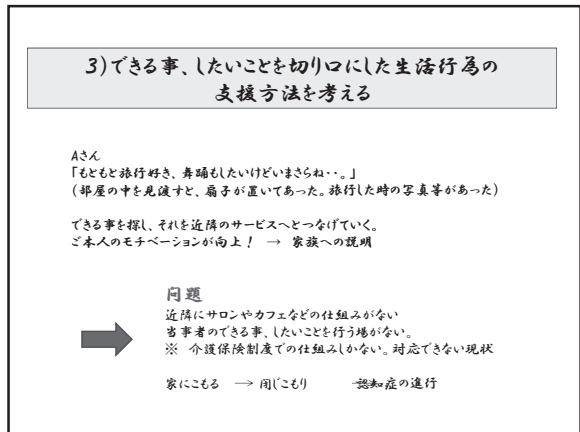 3)できる事、したいことを切り口にした生活行為の
支援方法を考える
Aさん
「もともと旅行好き、舞踊もしたいけどいまさらね・・。」
(部屋の中を見渡すと、扇子が置いてあった。旅行した時の写真等があった)
できる事を探し、それを近隣のサービスへとつなげていく。
ご本人のモチベーションが向上! → 家族への説明
問題
近隣にサロンやカフェなどの仕組みがない
当事者のできる事、したいことを行う場がない。
※ 介護保険制度での仕組みしかない。対応できない現状
家にこもる → 閉じこもり 認知症の進行